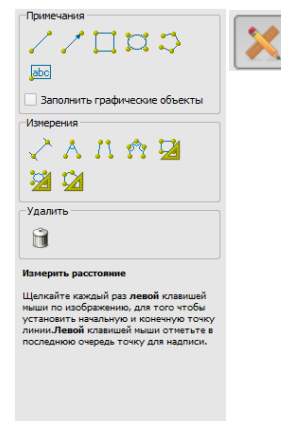 Примечания
abc
Заполнить графические объекты
Измерения
Удалить
Измерить расстояние
Щелкайте каждый раз левой клавишей
мыши по изображению, для того чтобы
установить начальную и конечную точку
линии.Левой клавишей мыши отметьте в
последнюю очередь точку для надписи.